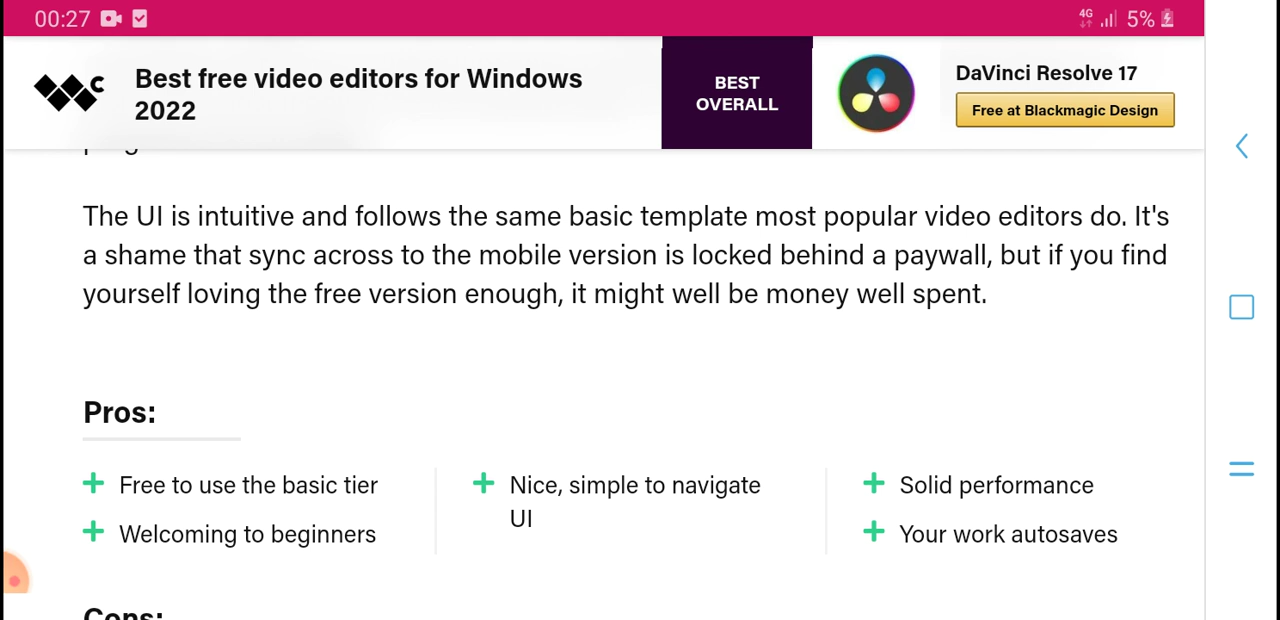 00:27
4G 5%
C
Best free video editors for Windows
2022
BEST
OVERALL
DaVinci Resolve 17
Free at Blackmagic Design
The UI is intuitive and follows the same basic template most popular video editors do. It's
a shame that sync across to the mobile version is locked behind a paywall, but if you find
yourself loving the free version enough, it might well be money well spent.
Pros:
Free to use the basic tier
Welcoming to beginners
Nice, simple to navigate
UI
Solid performance
Your work autosaves
Cons: